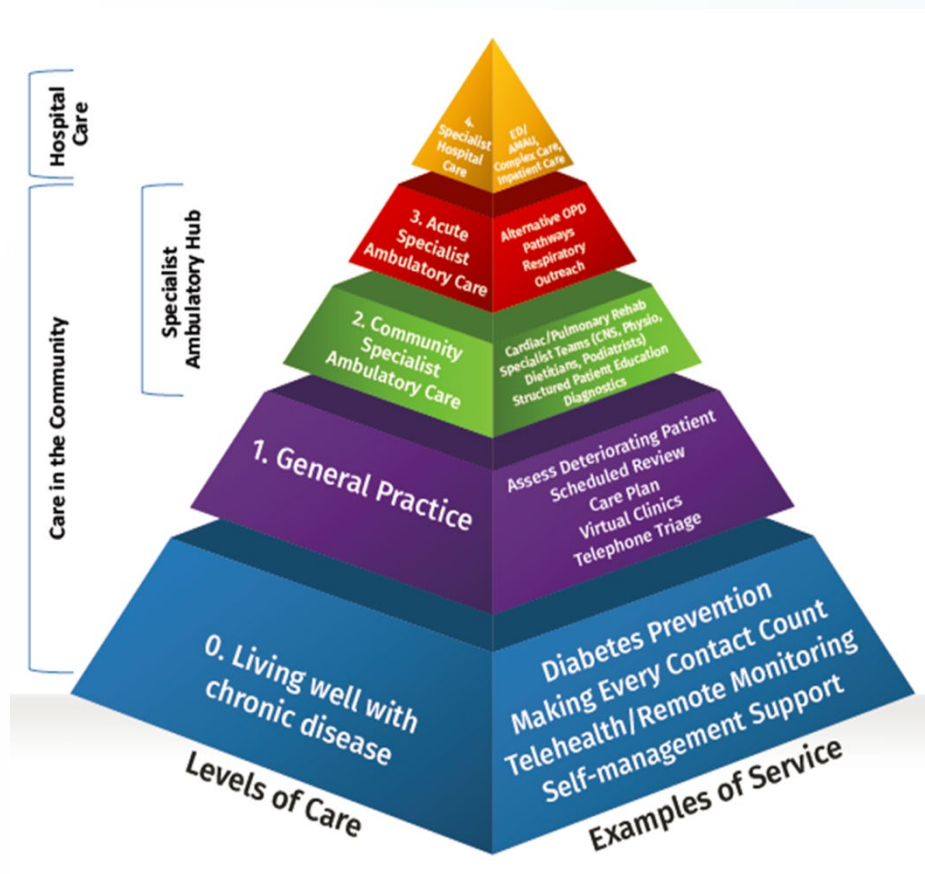 Hospital
Care
Specialist
Ambulatory Hub
Care in the Community
4.
Specialist
Hospital
Care
ED/
AMAU,
Complex Care,
Inpatient Care
3. Acute
Specialist
Ambulatory Care
Alternative OPD
Pathways
Respiratory
Outreach
2. Community
Specialist
Ambulatory Care
Cardiac/Pulmonary Rehab
Specialist Teams (CNS, Physio,
Dietitians, Podiatrists)
Structured Patient Education
Diagnostics
1. General Practice
Assess Deteriorating Patient
Scheduled Review
Care Plan
Virtual Clinics
Telephone Triage
0. Living well with
chronic disease
Diabetes Prevention
Making Every Contact Count
Telehealth/Remote Monitoring
Self-management Support
Levels of Care
Examples of Service